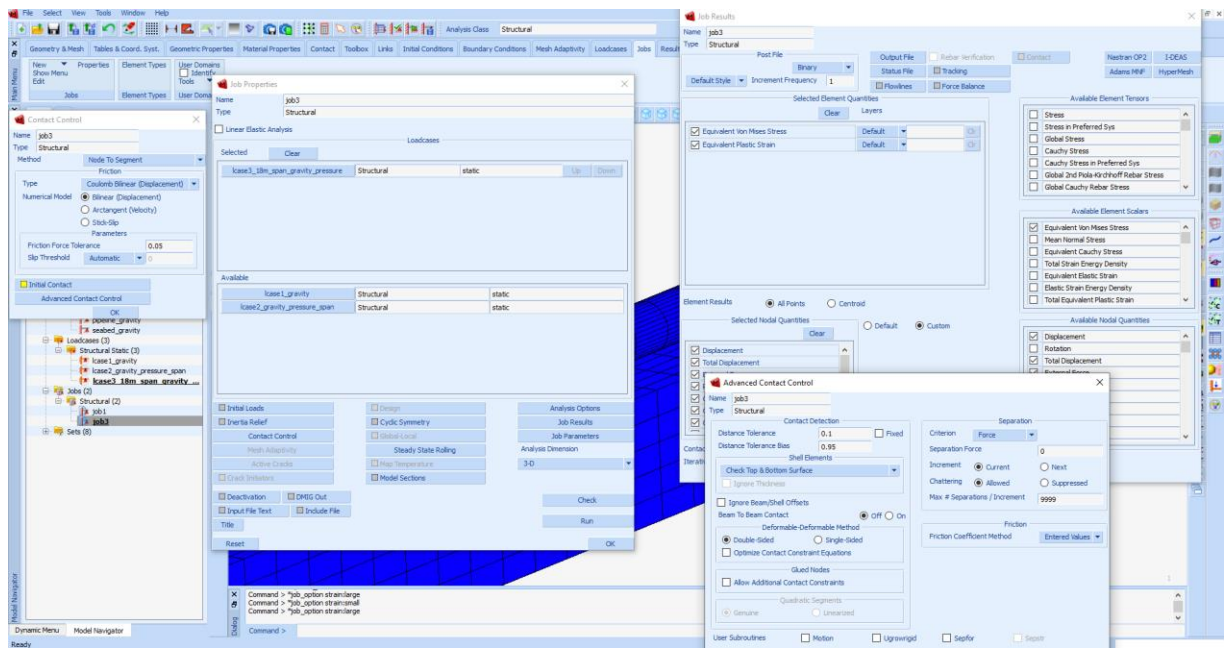 File Select View Tools Window Help
Analysis Class Structural
Geometry & Mesh Tables & Coord. Syst. Geometric Properties Material Properties Contact Toolbox Links Initial Conditions Boundary Conditions Mesh Adaptivity Loadcases Jobs Result
Main Menu
New Properties Element Types User Domains
Show Menu Identify
Edit Tools
Jobs Element Types User Doma
Contact Control
Name job3
Type Structural
Method Node To Segment
Friction
Type Coulomb Bilinear (Displacement)
Numerical Model Bilinear (Displacement)
Arctangent (Velocity)
Stick-Slip
Parameters
Friction Force Tolerance 0.05
Slip Threshold Automatic 0
Initial Contact
Advanced Contact Control
OK
pipeline_gravity
seabed_gravity
Loadcases (3)
Structural Static (3)
lcase1_gravity
lcase2_gravity_pressure_span
lcase3_18m_span_gravity_...
Jobs (2)
Structural (2)
job1
job3
Sets (8)
Model Navigator
Dynamic Menu Model Navigator
Ready
Job Properties
Name job3
Type Structural
Linear Elastic Analysis
Loadcases
Selected Clear
lcase3_18m_span_gravity_pressure Structural static Up Down
Available
lcase1_gravity Structural static
lcase2_gravity_pressure_span Structural static
Initial Loads Design Analysis Options
Inertia Relief Cyclic Symmetry Job Results
Contact Control Global-Local Job Parameters
Mesh Adaptivity Steady State Rolling Analysis Dimension
Active Cracks Map Temperature 3-D
Crack Initiators Model Sections
Deactivation DMIG Out Check
Input File Text Include File
Title Run
Reset OK
Command > *job_option strain:large
Command > *job_option strain:small
Command > *job_option strain:large
Dialog
Command >
Job Results
Name job3
Type Structural
Post File
Binary
Default Style Increment Frequency 1
Output File Rebar Verification Contact Nastran OP2 I-DEAS
Status File Tracking Adams MNF HyperMesh
Flowlines Force Balance
Selected Element Quantities
Clear Layers
Equivalent Von Mises Stress Default Clr
Equivalent Plastic Strain Default Clr
Available Element Tensors
Stress
Stress in Preferred Sys
Global Stress
Cauchy Stress
Cauchy Stress in Preferred Sys
Global 2nd Piola-Kirchhoff Rebar Stress
Global Cauchy Rebar Stress
Available Element Scalars
Equivalent Von Mises Stress
Mean Normal Stress
Equivalent Cauchy Stress
Total Strain Energy Density
Equivalent Elastic Strain
Elastic Strain Energy Density
Total Equivalent Plastic Strain
Element Results All Points Centroid
Selected Nodal Quantities
Default Custom
Clear
Displacement
Total Displacement
Available Nodal Quantities
Displacement
Rotation
Total Displacement
External Force
Advanced Contact Control
Name job3
Type Structural
Contact Detection
Distance Tolerance 0.1 Fixed
Distance Tolerance Bias 0.95
Shell Elements
Check Top & Bottom Surface
Ignore Thickness
Ignore Beam/Shell Offsets
Beam To Beam Contact Off On
Deformable-Deformable Method
Double-Sided Single-Sided
Optimize Contact Constraint Equations
Glued Nodes
Allow Additional Contact Constraints
Quadratic Segments
Genuine Linearized
User Subroutines Motion Ugrowrigid Sepfor Sepstr
Separation
Criterion Force
Separation Force 0
Increment Current Next
Chattering Allowed Suppressed
Max # Separations / Increment 9999
Friction
Friction Coefficient Method Entered Values
1